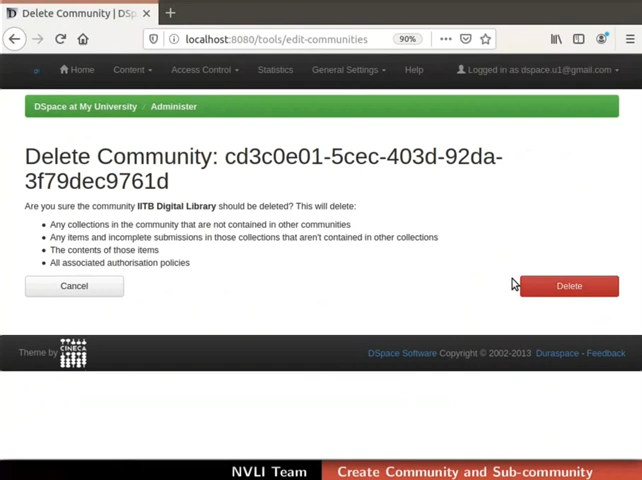 Delete Community | DSp
localhost:8080/tools/edit-communities 90%
Home Content Access Control Statistics General Settings Help Logged in as dspace.u1@gmail.com
DSpace at My University / Administer
Delete Community: cd3c0e01-5cec-403d-92da-
3f79dec9761d
Are you sure the community IITB Digital Library should be deleted? This will delete:
Any collections in the community that are not contained in other communities
Any items and incomplete submissions in those collections that aren't contained in other collections
The contents of those items
All associated authorisation policies
Cancel Delete
Theme by CINECA DSpace Software Copyright © 2002-2013 Duraspace - Feedback
NVLI Team Create Community and Sub-community